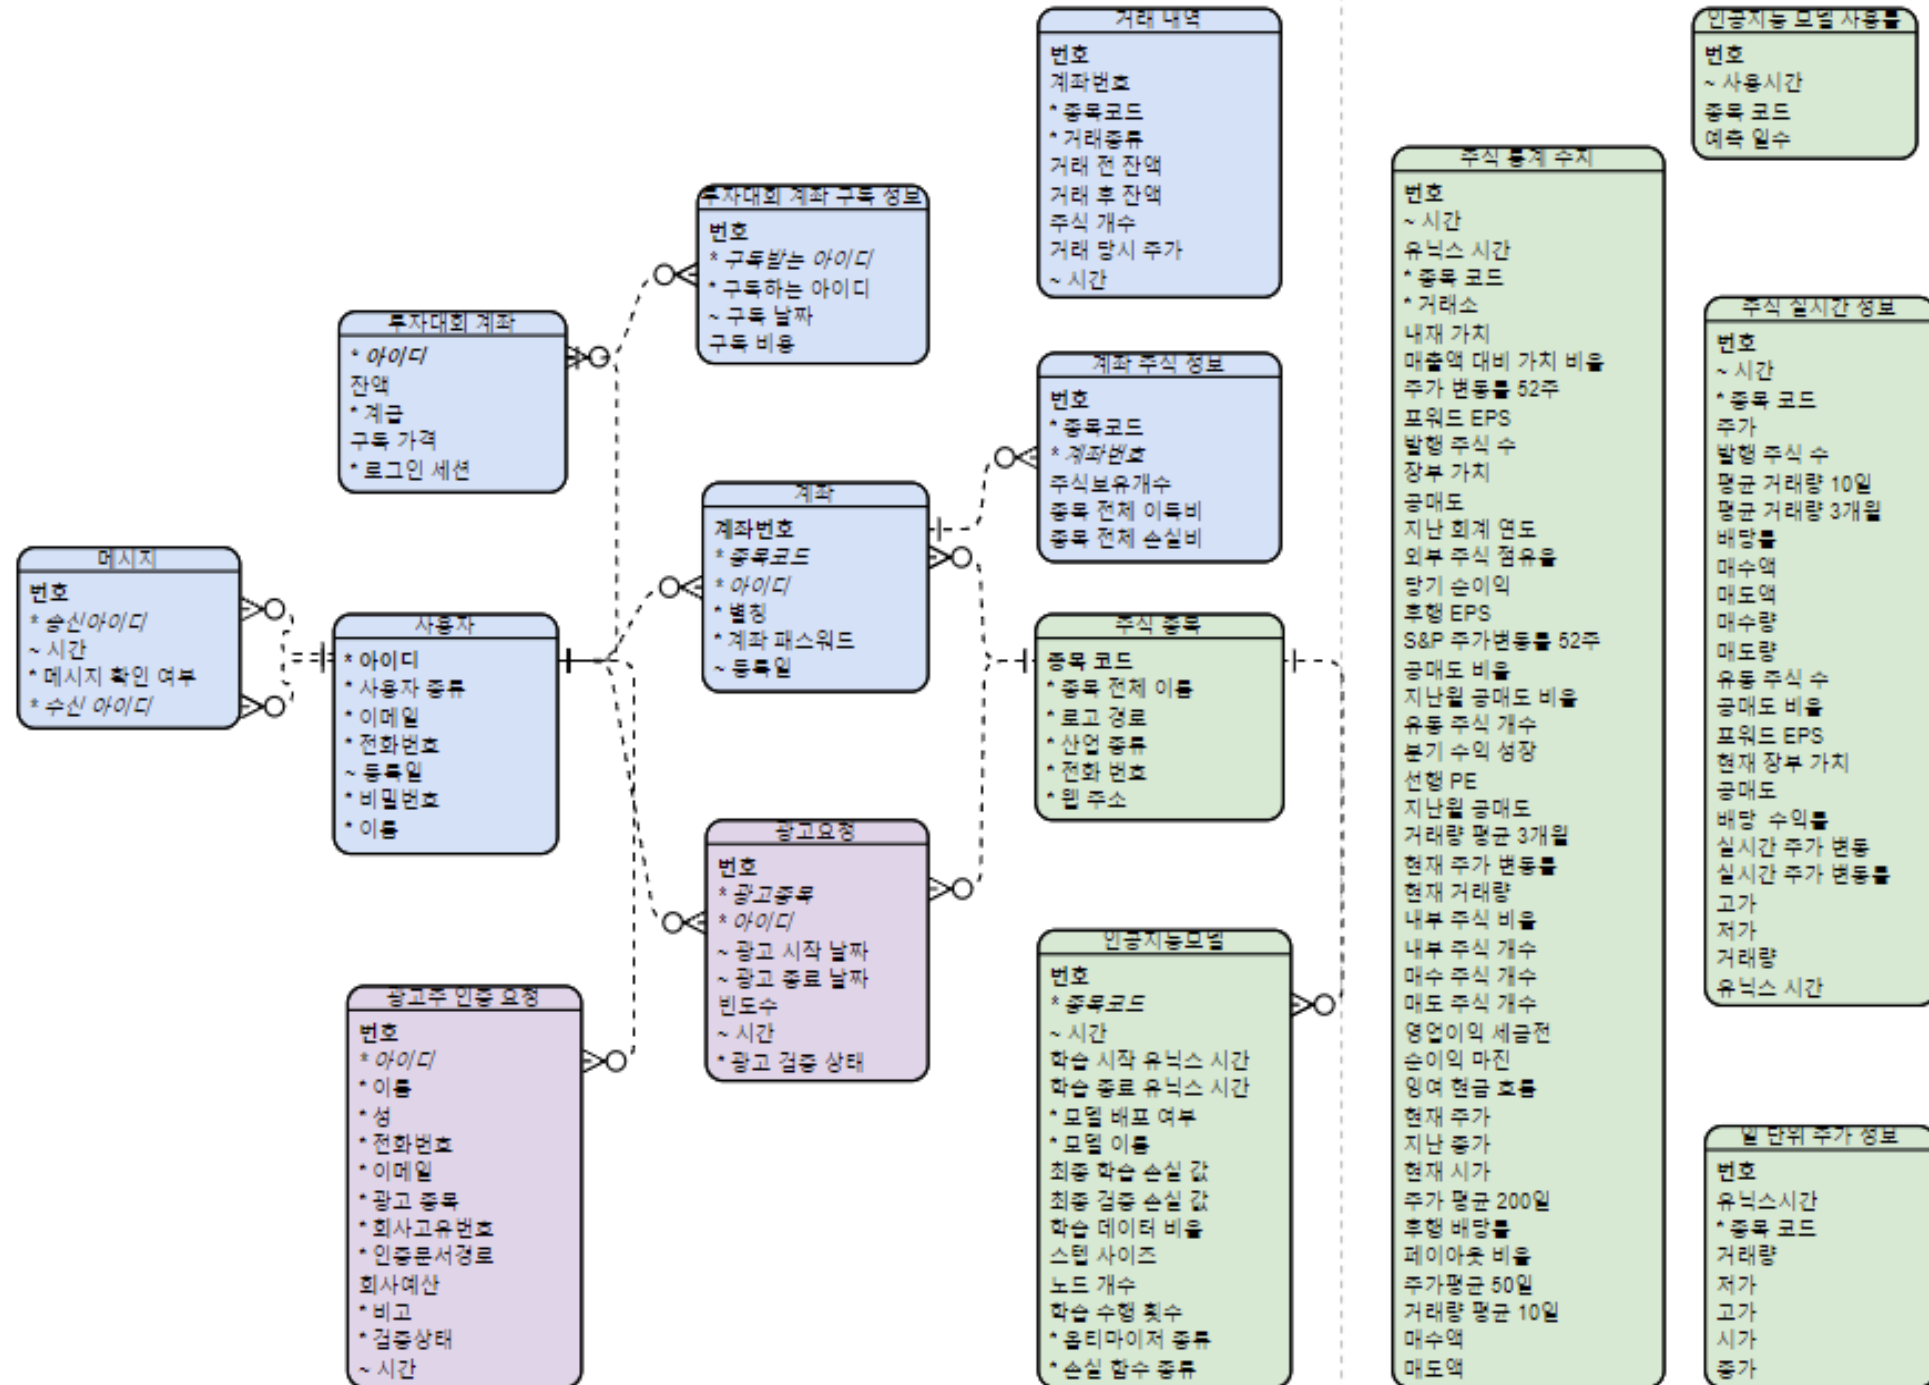 거래 내역
번호
계좌번호
* 종목코드
* 거래종류
거래 전 잔액
거래 후 잔액
주식 개수
거래 당시 주가
~ 시간
인공지능 모델 사용률
번호
~ 사용시간
종목 코드
예측 일수
투자대회 계좌 구독 정보
번호
* 구독받는 아이디
* 구독하는 아이디
~ 구독 날짜
구독 비용
투자대회 계좌
* 아이디
잔액
* 계급
구독 가격
* 로그인 세션
계좌 주식 정보
번호
* 종목코드
* 계좌번호
주식보유개수
종목 전체 이득비
종목 전체 손실비
계좌
계좌번호
* 종목코드
* 아이디
* 별칭
* 계좌 패스워드
~ 등록일
메시지
번호
* 송신아이디
~ 시간
* 메시지 확인 여부
* 수신 아이디
사용자
* 아이디
* 사용자 종류
* 이메일
* 전화번호
~ 등록일
* 비밀번호
* 이름
주식 종목
종목 코드
* 종목 전체 이름
* 로고 경로
* 산업 종류
* 전화 번호
* 웹 주소
광고요청
번호
* 광고종목
* 아이디
~ 광고 시작 날짜
~ 광고 종료 날짜
빈도수
~ 시간
* 광고 검증 상태
광고주 인증 요청
번호
* 아이디
* 이름
* 성
* 전화번호
* 이메일
* 광고 종목
* 회사고유번호
* 인증문서경로
회사예산
* 비고
* 검증상태
~ 시간
인공지능모델
번호
* 종목코드
~ 시간
학습 시작 유닉스 시간
학습 종료 유닉스 시간
* 모델 배포 여부
* 모델 이름
최종 학습 손실 값
최종 검증 손실 값
학습 데이터 비율
스텝 사이즈
노드 개수
학습 수행 횟수
* 옵티마이저 종류
* 손실 함수 종류
주식 통계 수치
번호
~ 시간
유닉스 시간
* 종목 코드
* 거래소
내재 가치
매출액 대비 가치 비율
주가 변동률 52주
포워드 EPS
발행 주식 수
장부 가치
공매도
지난 회계 연도
외부 주식 점유율
당기 순이익
후행 EPS
S&P 주가변동률 52주
공매도 비율
지난월 공매도 비율
유동 주식 개수
분기 수익 성장
선행 PE
지난월 공매도
거래량 평균 3개월
현재 주가 변동률
현재 거래량
내부 주식 비율
내부 주식 개수
매수 주식 개수
매도 주식 개수
영업이익 세금전
순이익 마진
잉여 현금 흐름
현재 주가
지난 종가
현재 시가
주가 평균 200일
후행 배당률
페이아웃 비율
주가평균 50일
거래량 평균 10일
매수액
매도액
주식 실시간 정보
번호
~ 시간
* 종목 코드
주가
발행 주식 수
평균 거래량 10일
평균 거래량 3개월
배당률
매수액
매도액
매수량
매도량
유동 주식 수
공매도 비율
포워드 EPS
현재 장부 가치
공매도
배당 수익률
실시간 주가 변동
실시간 주가 변동률
고가
저가
거래량
유닉스 시간
일 단위 주가 정보
번호
유닉스시간
* 종목 코드
거래량
저가
고가
시가
종가